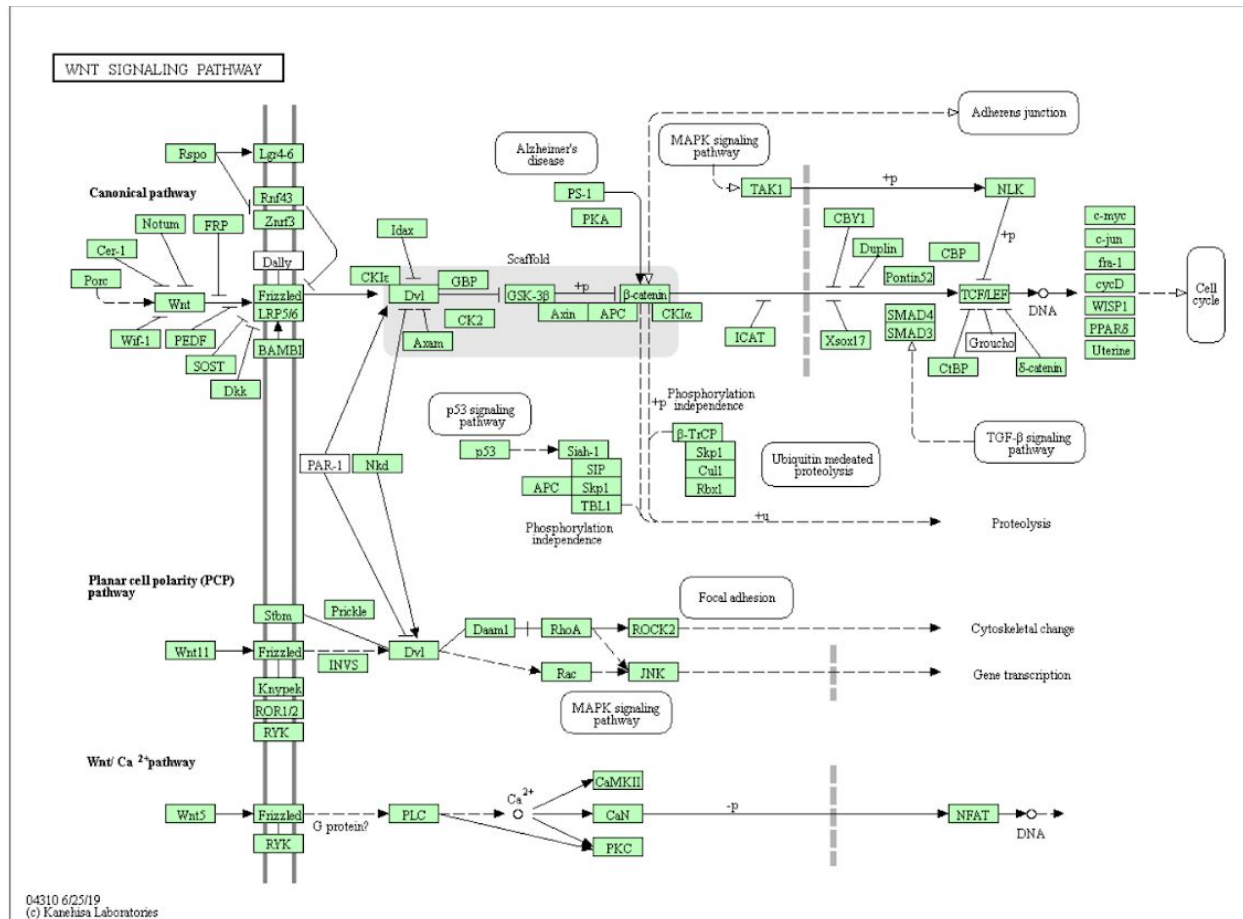 WNT SIGNALING PATHWAY
Adherens junction
Alzheimer's
disease
MAPK signaling
pathway
Rspo
Lgr4-6
Canonical pathway
Rnf43
Znrf3
Notum
FRP
Cer-1
Porc
Dally
Wnt
Frizzled
LRP5/6
BAMBI
Wif-1
PEDF
SOST
Dkk
Idax
Scaffold
CKIε
GBP
Dvl
CK2
Axam
GSK-3β
+p
Axin
APC
β-catenin
CKIα
PS-1
PKA
TAK1
+p
NLK
+p
CBY1
Duplin
CBP
Pontin52
ICAT
Xsox17
SMAD4
SMAD3
TCF/LEF
DNA
Groucho
CtBP
δ-catenin
c-myc
c-jun
fra-1
cycD
WISP1
PPARδ
Uterine
Cell
cycle
TGF-β signaling
pathway
PAR-1
Nkd
p53 signaling
pathway
p53
Siah-1
SIP
APC
Skp1
TBL1
Phosphorylation
independence
+p
Phosphorylation
independence
β-TrCP
Skp1
Cul1
Rbx1
Ubiquitin medeated
proteolysis
+u
Proteolysis
Planar cell polarity (PCP)
pathway
Stbm
Prickle
Wnt11
Frizzled
INVS
Knypek
ROR1/2
RYK
Dvl
Daam1
RhoA
ROCK2
Focal adhesion
Cytoskeletal change
Rac
JNK
Gene transcription
MAPK signaling
pathway
Wnt/ Ca 2+ pathway
Wnt5
Frizzled
RYK
G protein?
PLC
Ca2+
CaMKII
CaN
PKC
-p
NFAT
DNA
04310 6/25/19
(c) Kanehisa Laboratories